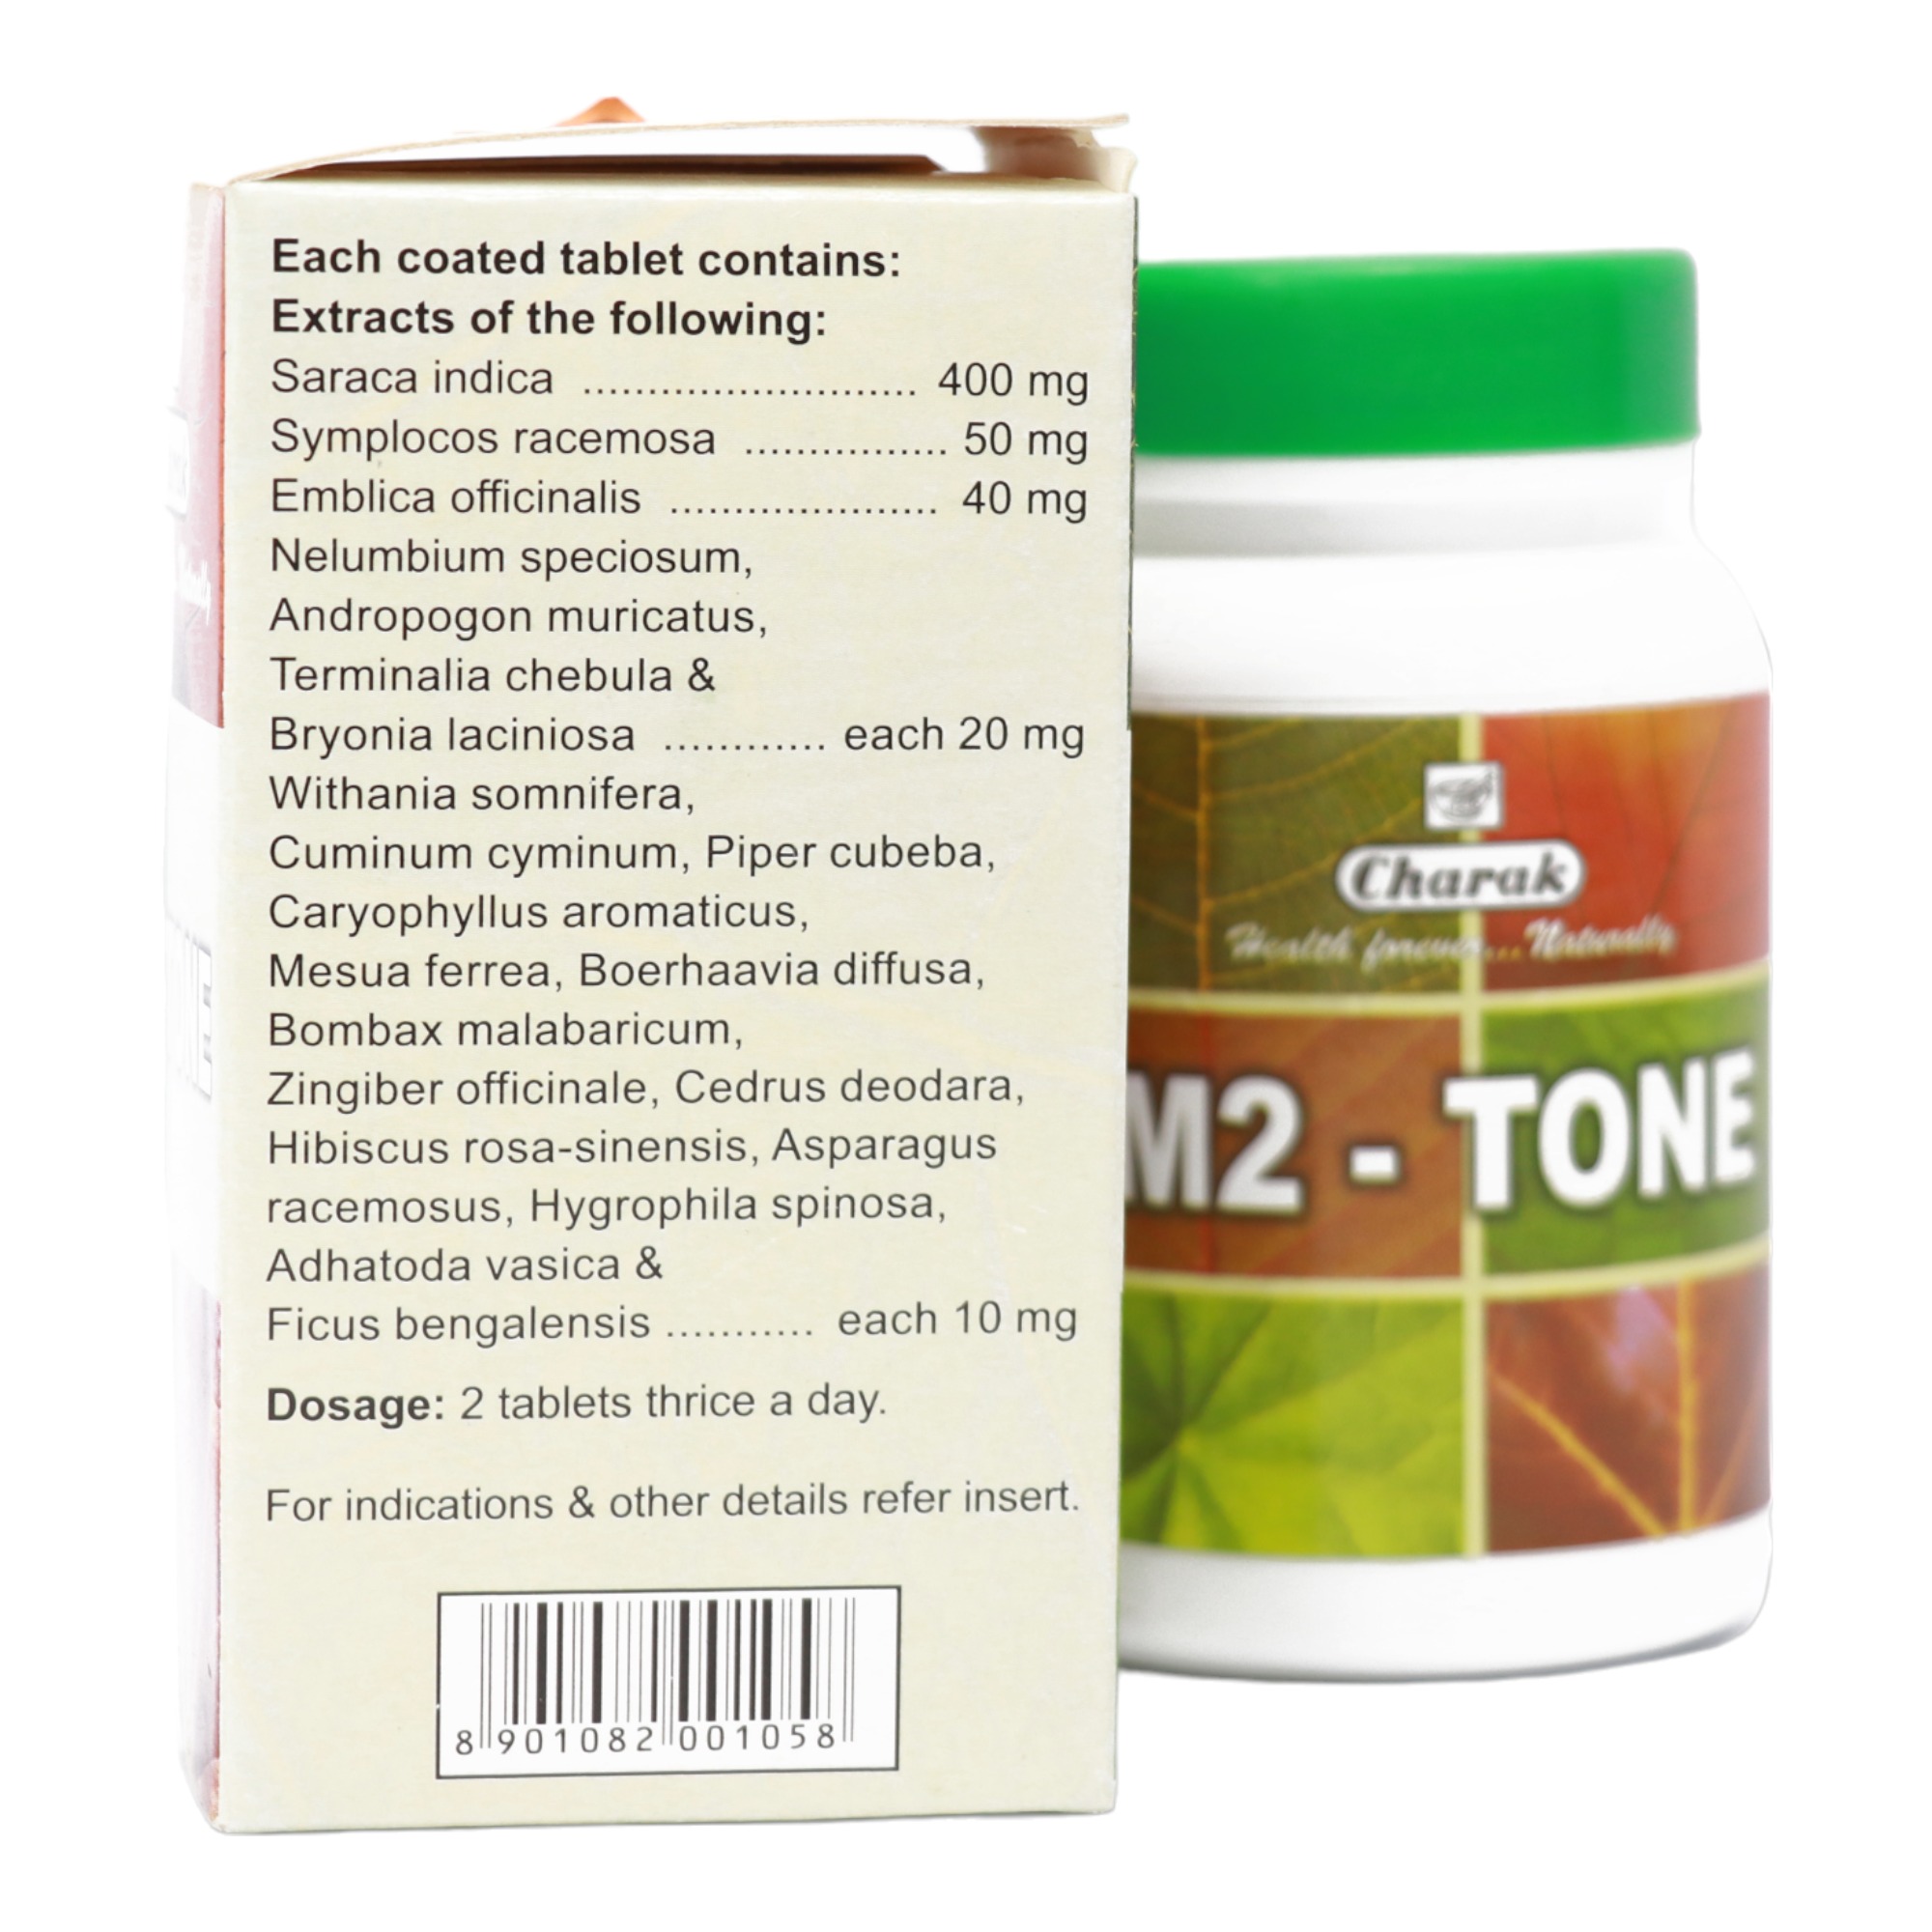 Each coated tablet contains:
Extracts of the following:
Saraca indica .......................... 400 mg
Symplocos racemosa ................ 50 mg
Emblica officinalis ..................... 40 mg
Nelumbium speciosum,
Andropogon muricatus,
Terminalia chebula &
Bryonia laciniosa ............. each 20 mg
Withania somnifera,
Cuminum cyminum, Piper cubeba,
Caryophyllus aromaticus,
Mesua ferrea, Boerhaavia diffusa,
Bombax malabaricum,
Zingiber officinale, Cedrus deodara,
Hibiscus rosa-sinensis, Asparagus
racemosus, Hygrophila spinosa,
Adhatoda vasica &
Ficus bengalensis ........... each 10 mg
Dosage: 2 tablets thrice a day.
For indications & other details refer insert.
8 901082 001058
Charak
Health forever... Naturally
M2 - TONE